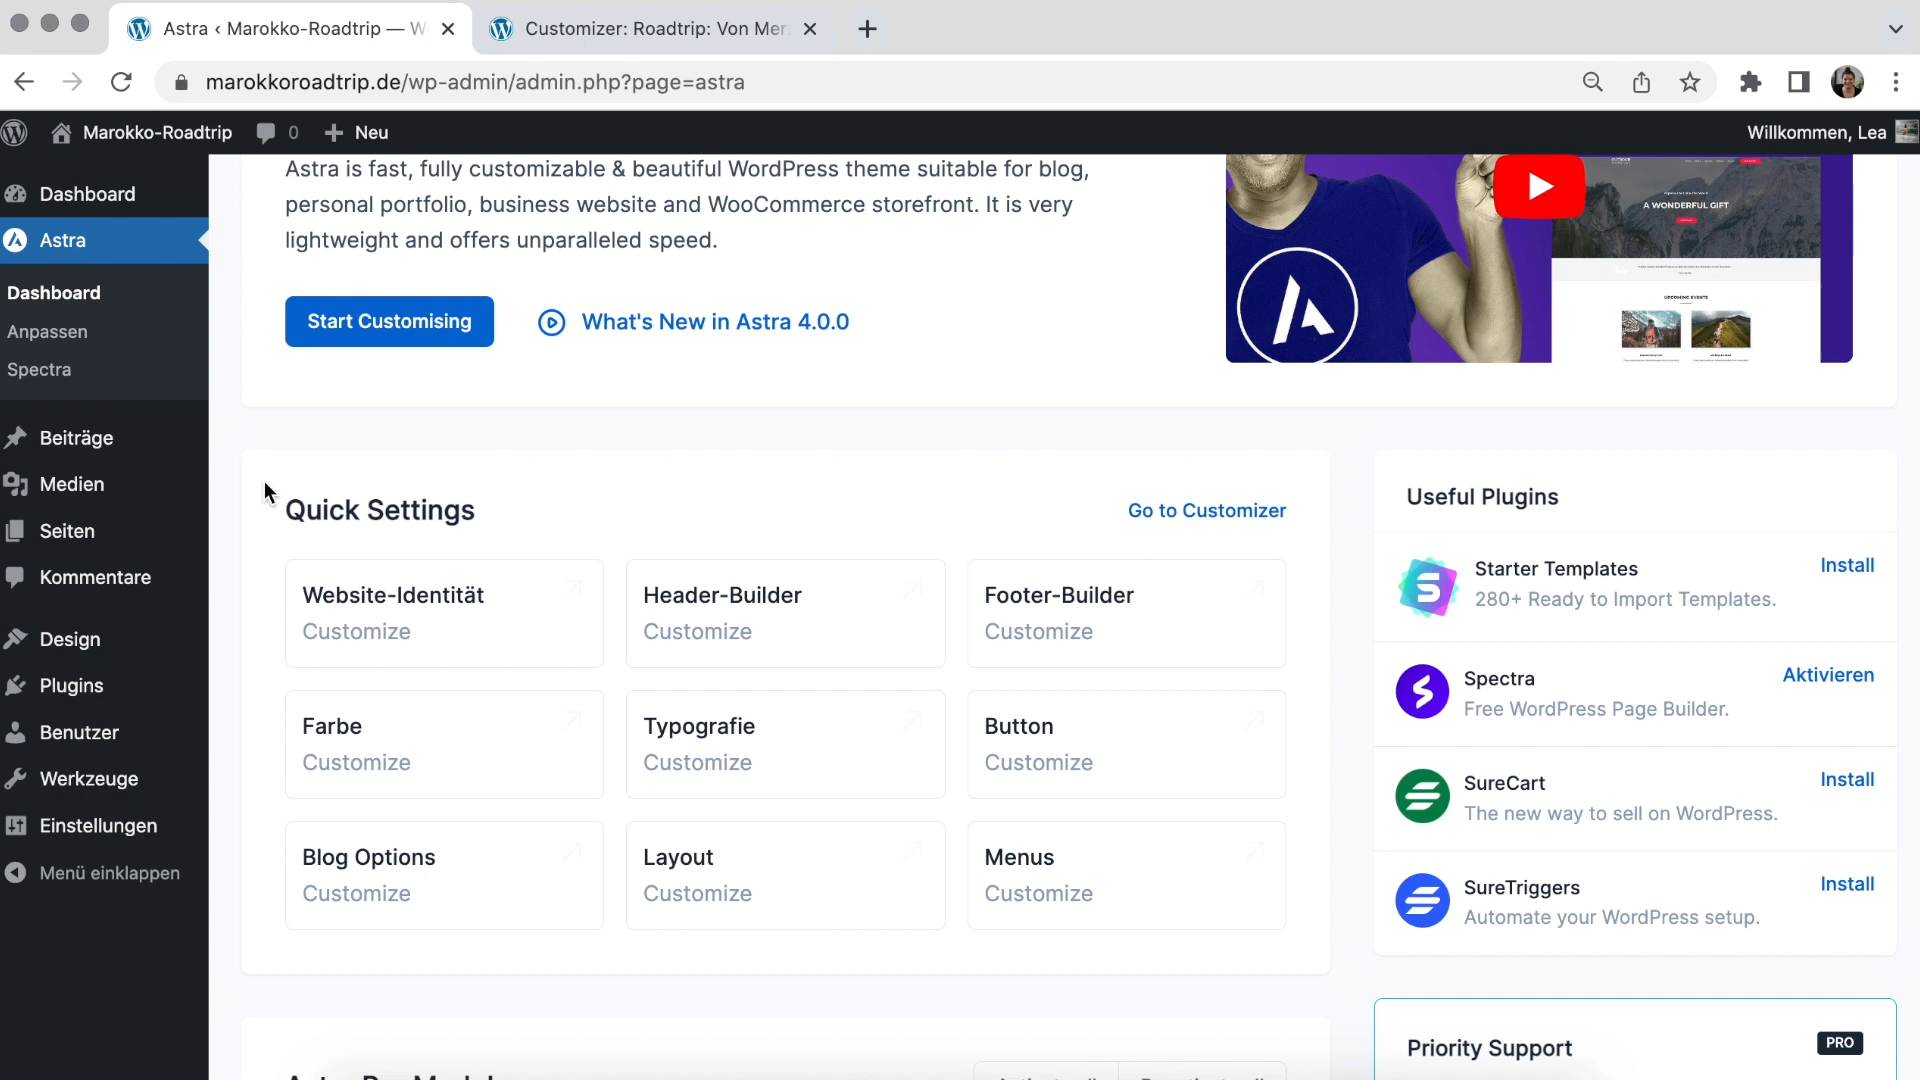 Astra ‹ Marokko-Roadtrip — W
Customizer: Roadtrip: Von Mer
marokkoroadtrip.de/wp-admin/admin.php?page=astra
Marokko-Roadtrip
0
Neu
Willkommen, Lea
Dashboard
Astra
Dashboard
Anpassen
Spectra
Beiträge
Medien
Seiten
Kommentare
Design
Plugins
Benutzer
Werkzeuge
Einstellungen
Menü einklappen
Astra is fast, fully customizable & beautiful WordPress theme suitable for blog,
personal portfolio, business website and WooCommerce storefront. It is very
lightweight and offers unparalleled speed.
Start Customising
What's New in Astra 4.0.0
A WONDERFUL GIFT
UPCOMING EVENTS
Quick Settings
Go to Customizer
Website-Identität
Customize
Header-Builder
Customize
Footer-Builder
Customize
Farbe
Customize
Typografie
Customize
Button
Customize
Blog Options
Customize
Layout
Customize
Menus
Customize
Useful Plugins
Starter Templates
Install
280+ Ready to Import Templates.
Spectra
Aktivieren
Free WordPress Page Builder.
SureCart
Install
The new way to sell on WordPress.
SureTriggers
Install
Automate your WordPress setup.
Priority Support
PRO